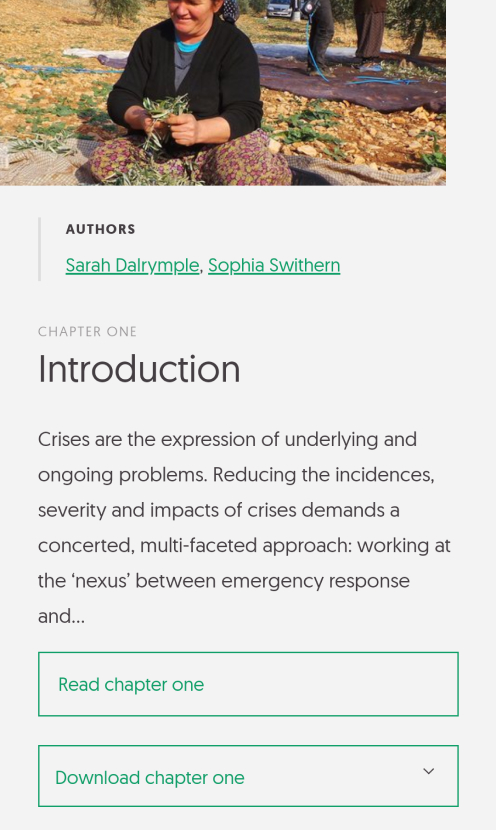 AUTHORS
Sarah Dalrymple, Sophia Swithern
CHAPTER ONE
Introduction
Crises are the expression of underlying and
ongoing problems. Reducing the incidences,
severity and impacts of crises demands a
concerted, multi-faceted approach: working at
the ‘nexus’ between emergency response
and...
Read chapter one
Download chapter one